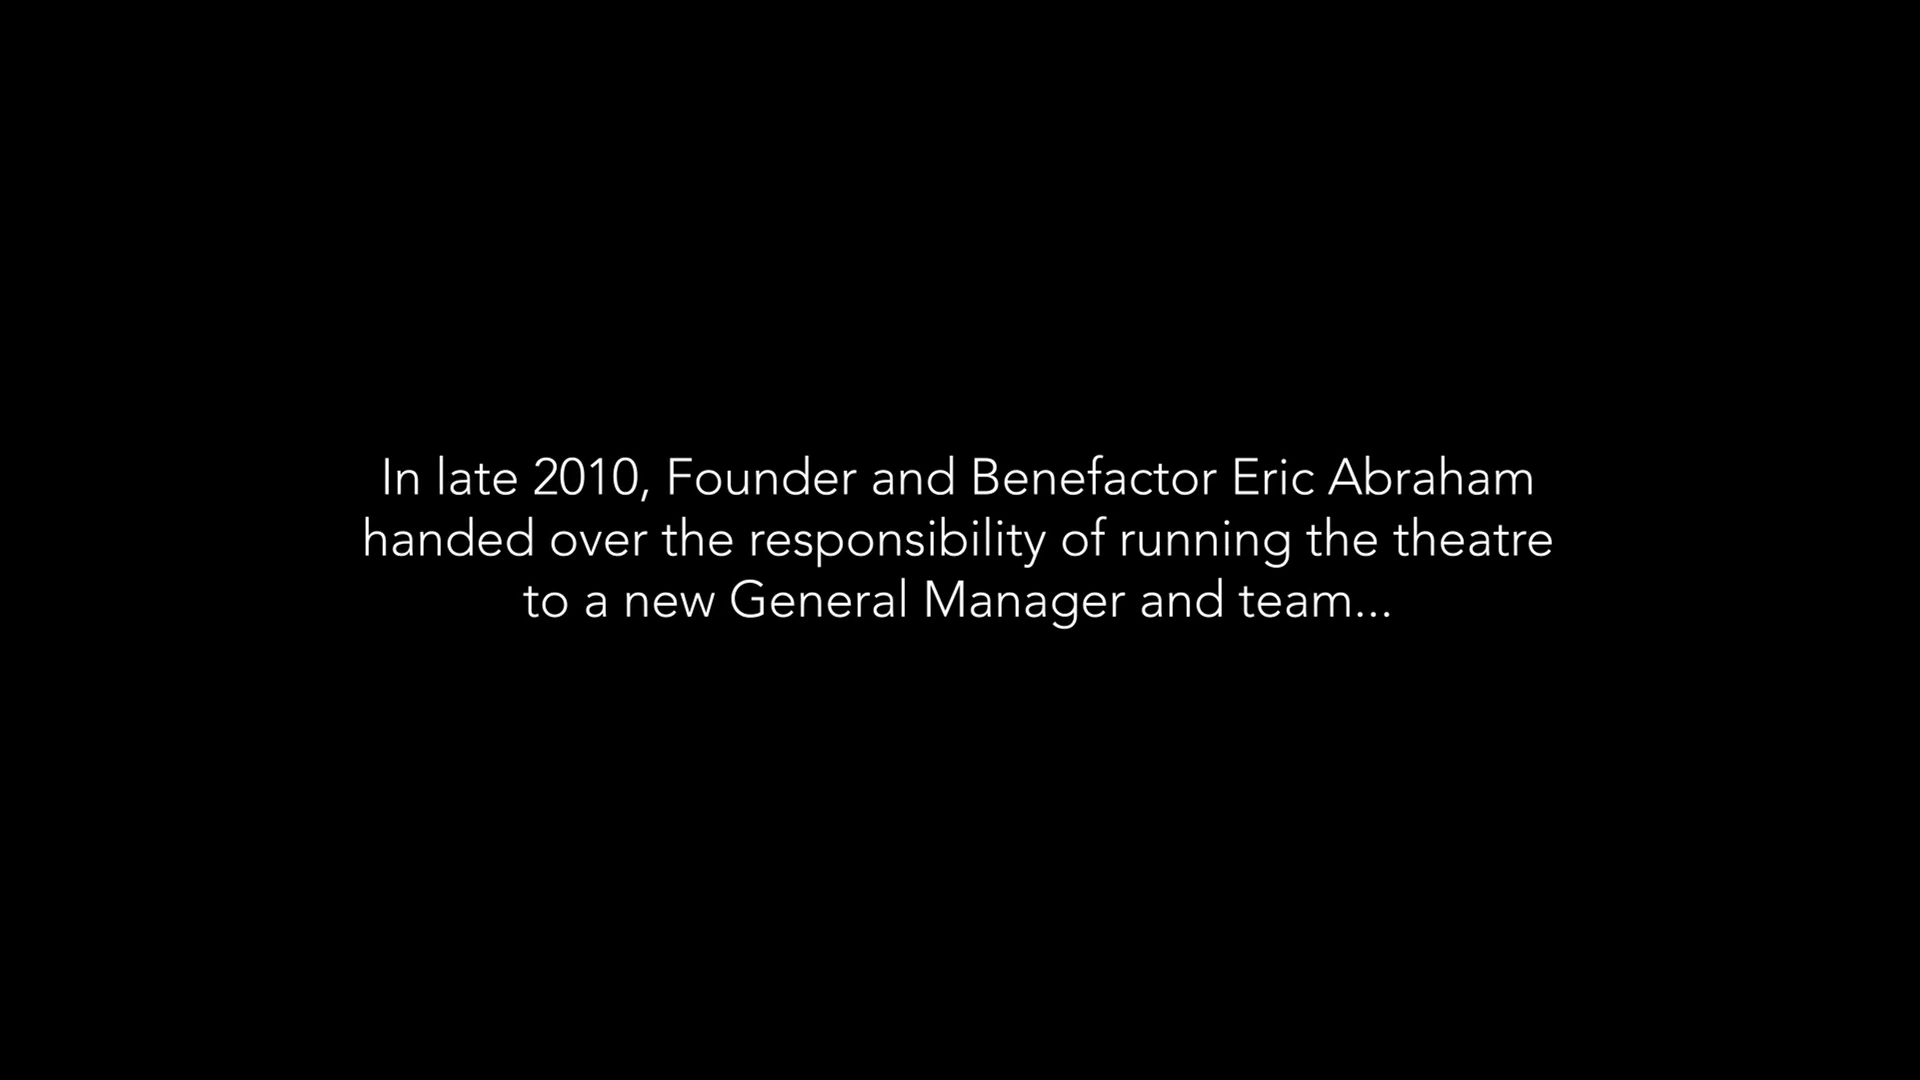 In late 2010, Founder and Benefactor Eric Abraham
handed over the responsibility of running the theatre
to a new General Manager and team...